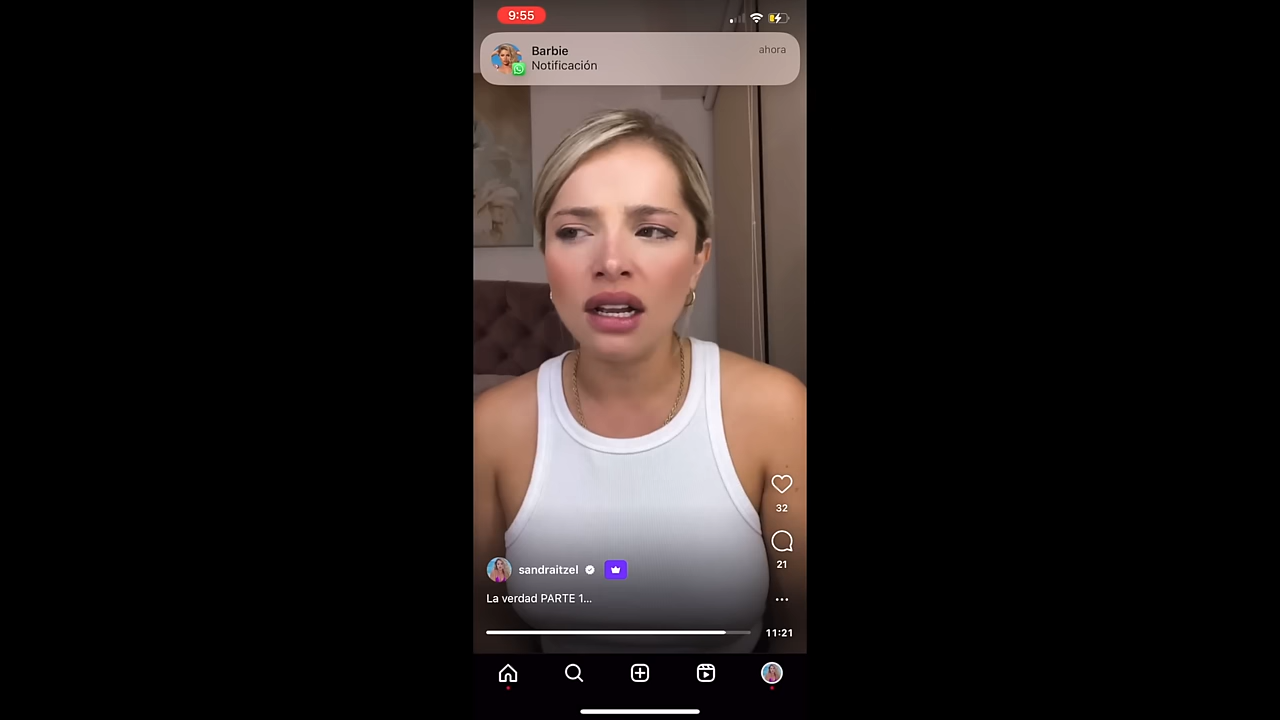 9:55
Barbie
ahora
Notificación
32
21
sandraitzel
La verdad PARTE 1...
11:21